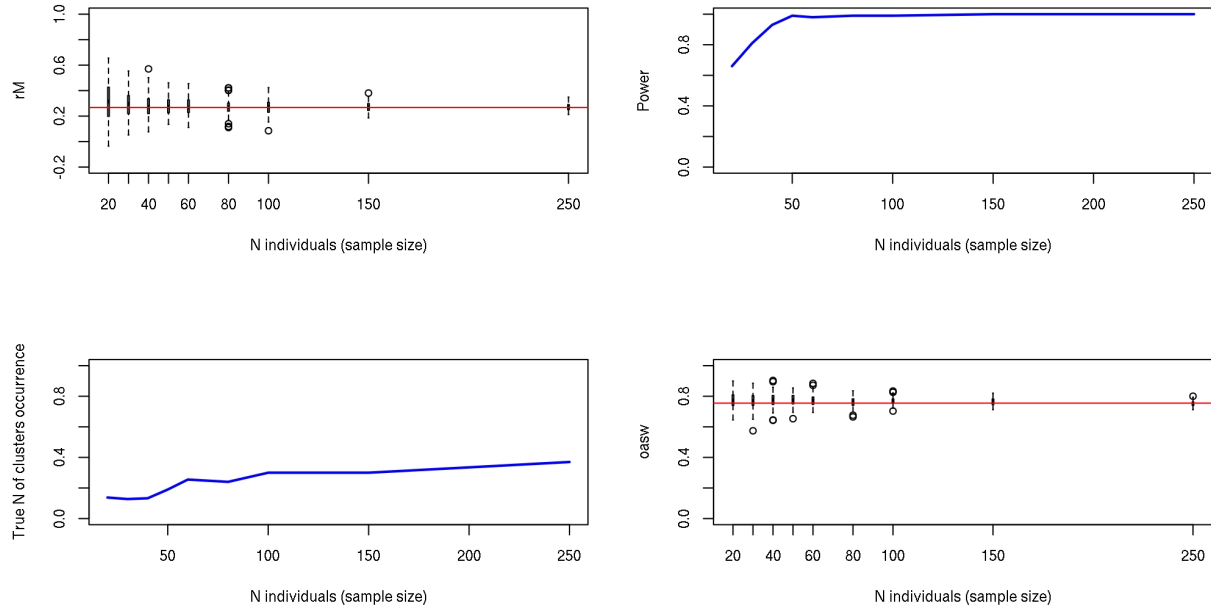 rM
1.0
0.6
0.2
-0.2
20 40 60 80 100 150 250
N individuals (sample size)
Power
0.8
0.4
0.0
50 100 150 200 250
N individuals (sample size)
True N of clusters occurrence
0.8
0.4
0.0
50 100 150 200 250
N individuals (sample size)
oasw
0.8
0.4
0.0
20 40 60 80 100 150 250
N individuals (sample size)